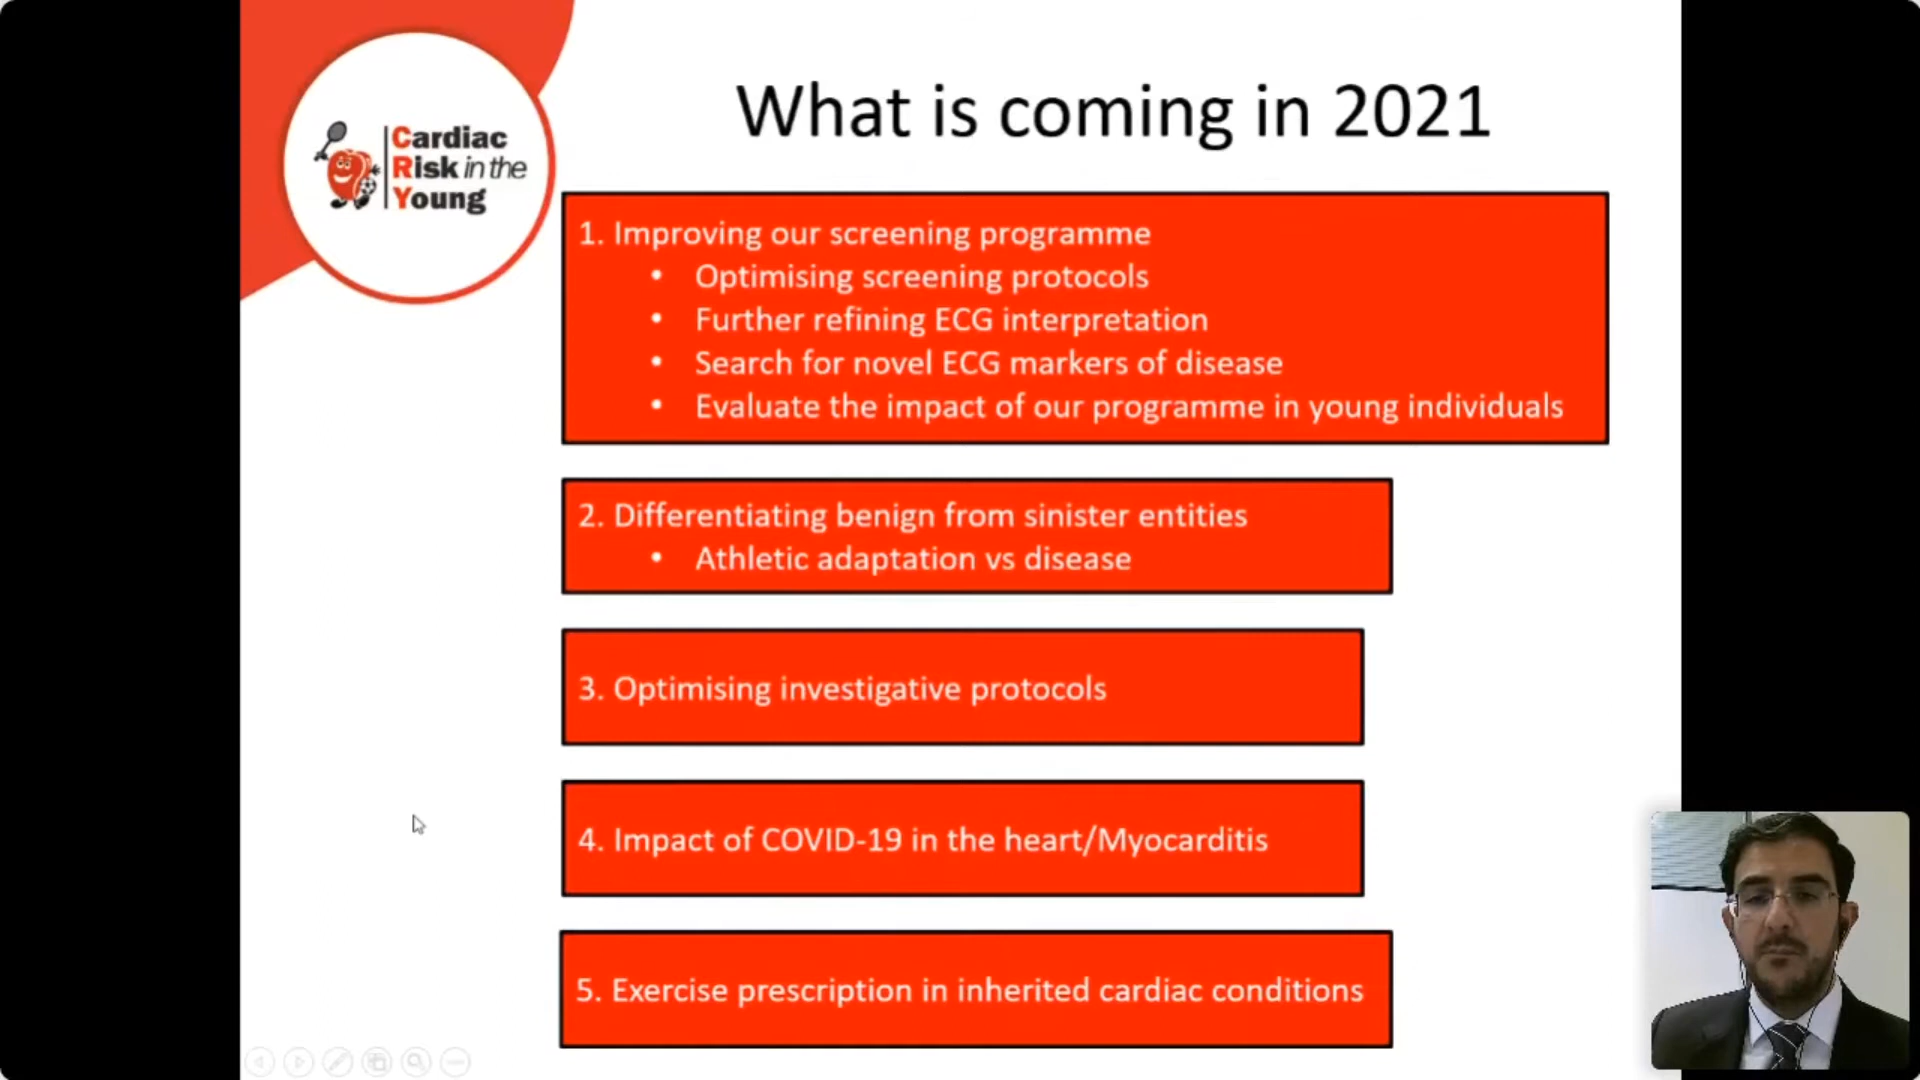 Cardiac
Risk in the
Young
What is coming in 2021
1. Improving our screening programme
• Optimising screening protocols
• Further refining ECG interpretation
• Search for novel ECG markers of disease
• Evaluate the impact of our programme in young individuals
2. Differentiating benign from sinister entities
• Athletic adaptation vs disease
3. Optimising investigative protocols
4. Impact of COVID-19 in the heart/Myocarditis
5. Exercise prescription in inherited cardiac conditions